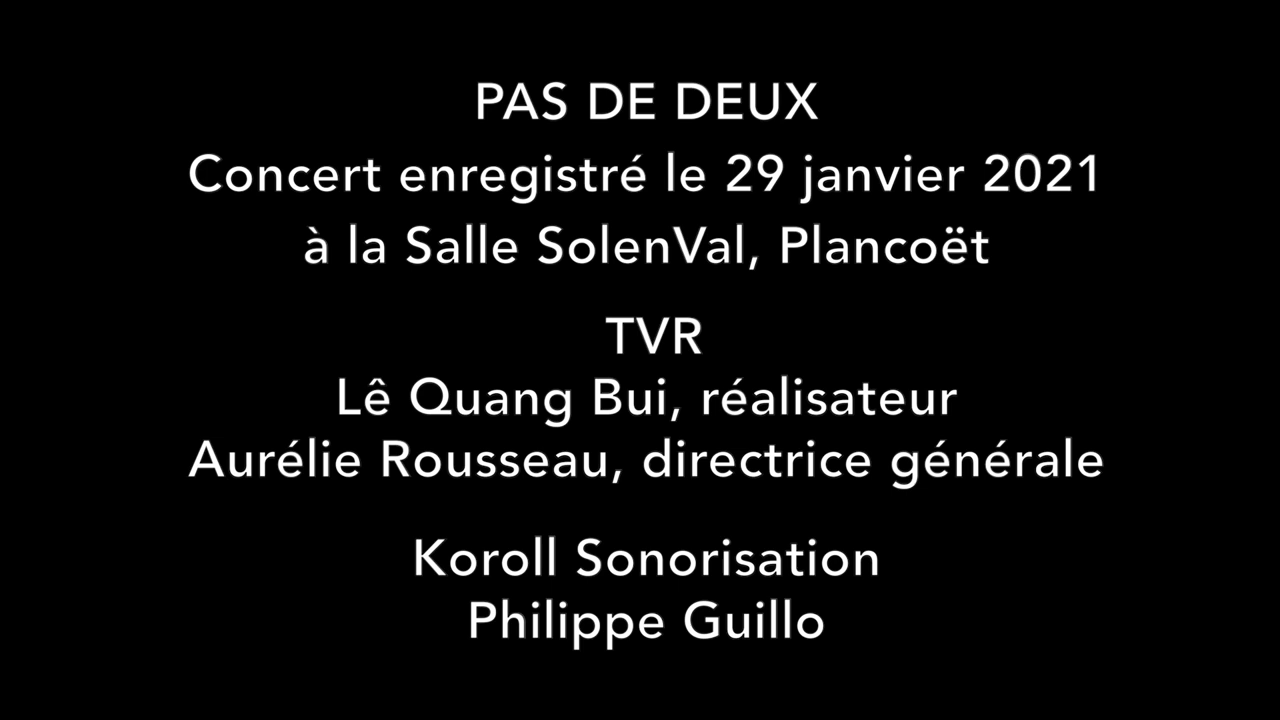 PAS DE DEUX
Concert enregistré le 29 janvier 2021
à la Salle SolenVal, Plancoët
TVR
Lê Quang Bui, réalisateur
Aurélie Rousseau, directrice générale
Koroll Sonorisation
Philippe Guillo